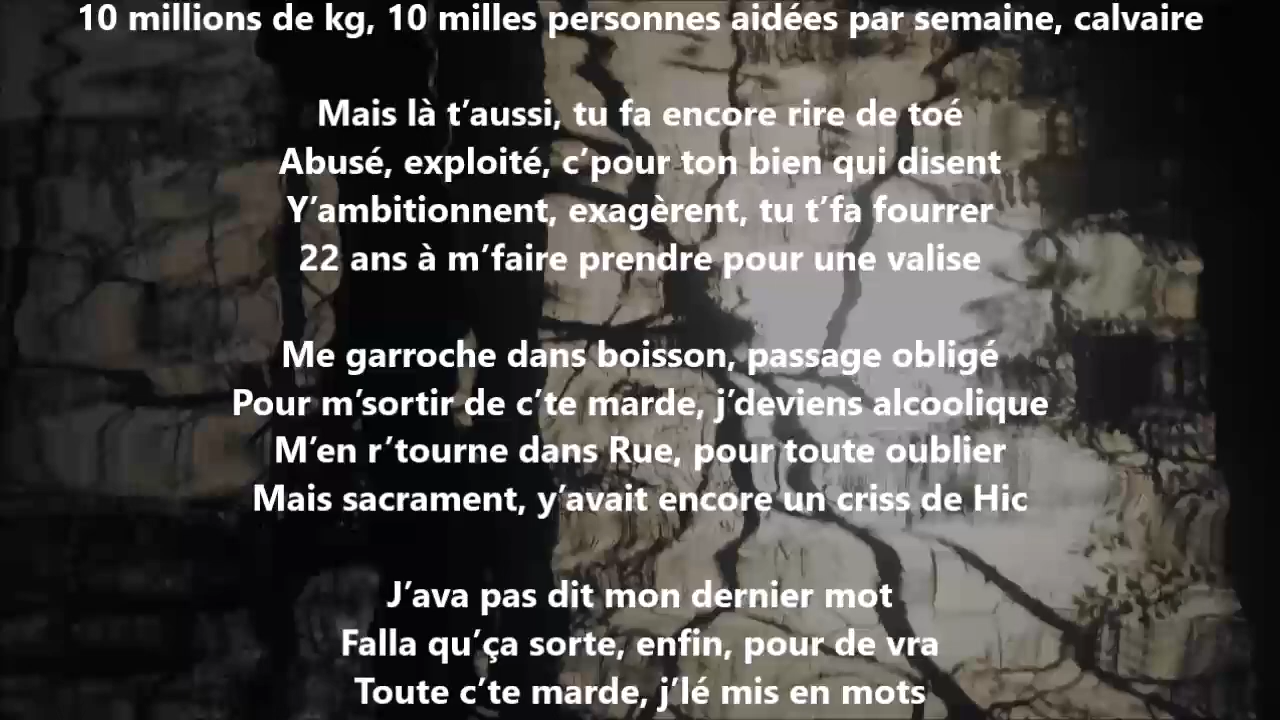 10 millions de kg, 10 milles personnes aidées par semaine, calvaire
Mais là t’aussi, tu fa encore rire de toé
Abusé, exploité, c’pour ton bien qui disent
Y’ambitionnent, exagèrent, tu t’fa fourrer
22 ans à m’faire prendre pour une valise
Me garroche dans boisson, passage obligé
Pour m’sortir de c’te marde, j’deviens alcoolique
M’en r’tourne dans Rue, pour toute oublier
Mais sacrament, y’avait encore un criss de Hic
J’ava pas dit mon dernier mot
Falla qu’ça sorte, enfin, pour de vra
Toute c’te marde, j’lé mis en mots